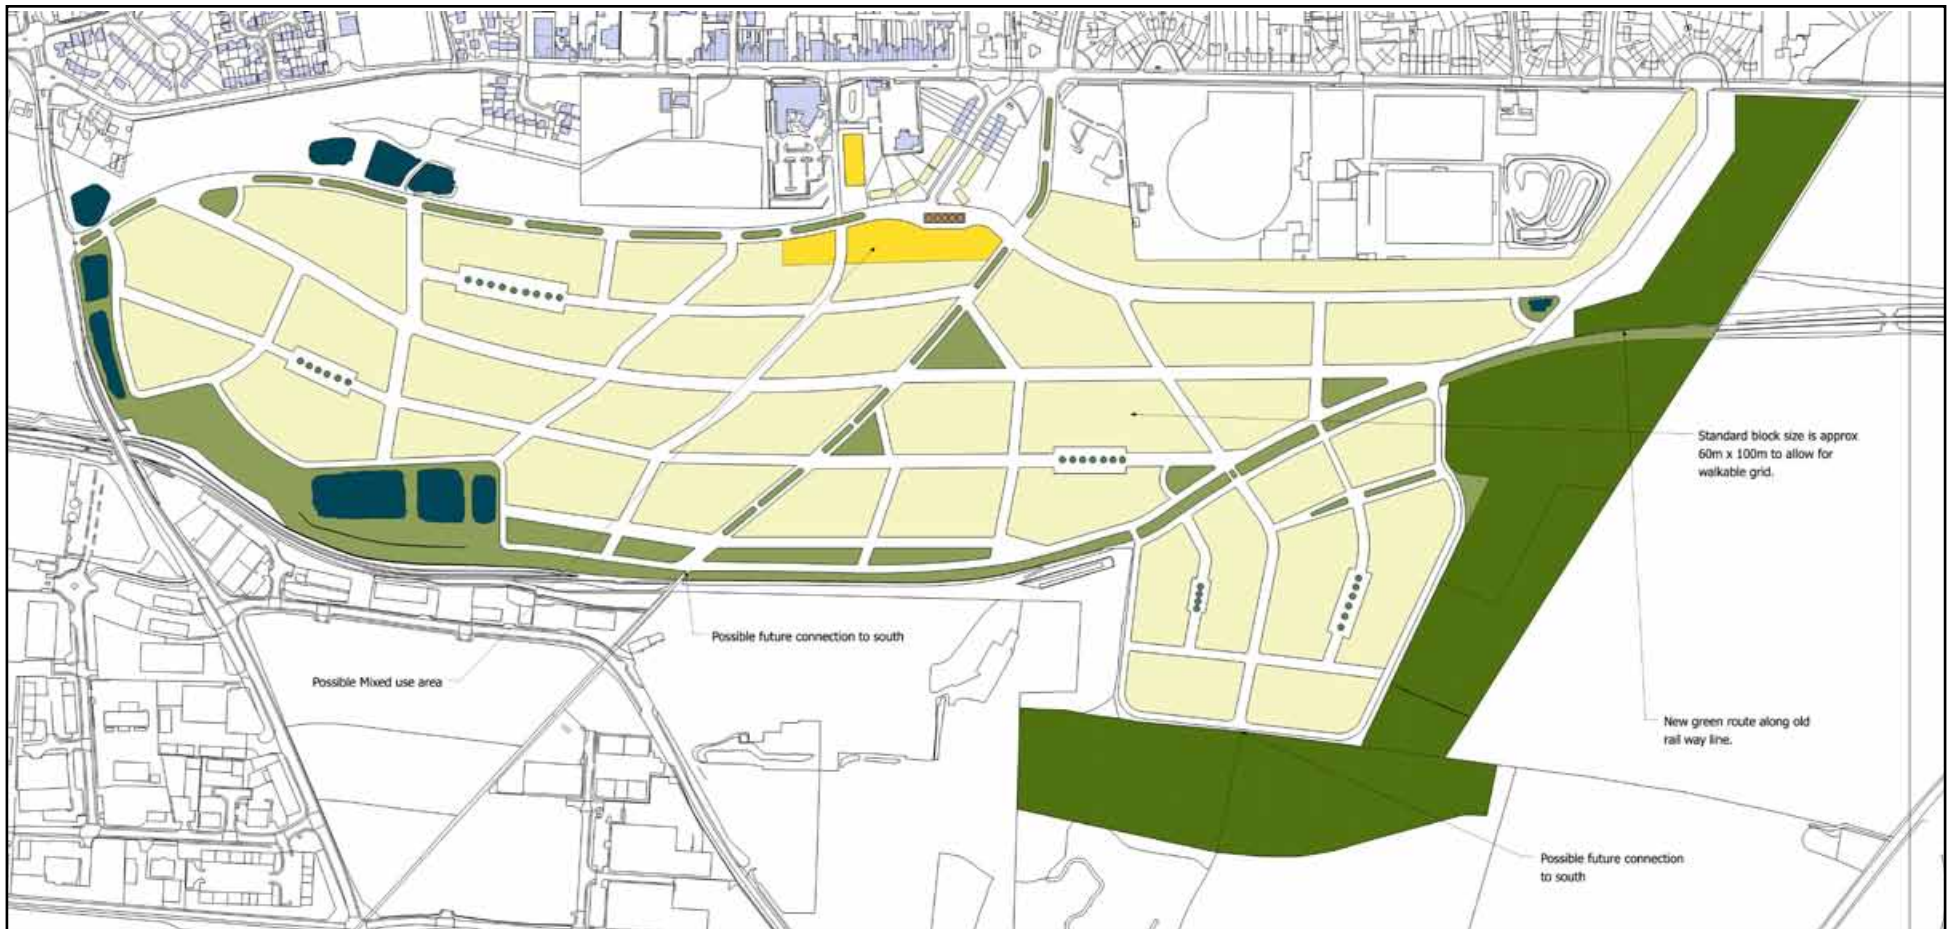 Standard block size is approx
60m x 100m to allow for
walkable grid.
Possible future connection to south
Possible Mixed use area
New green route along old
rail way line.
Possible future connection
to south